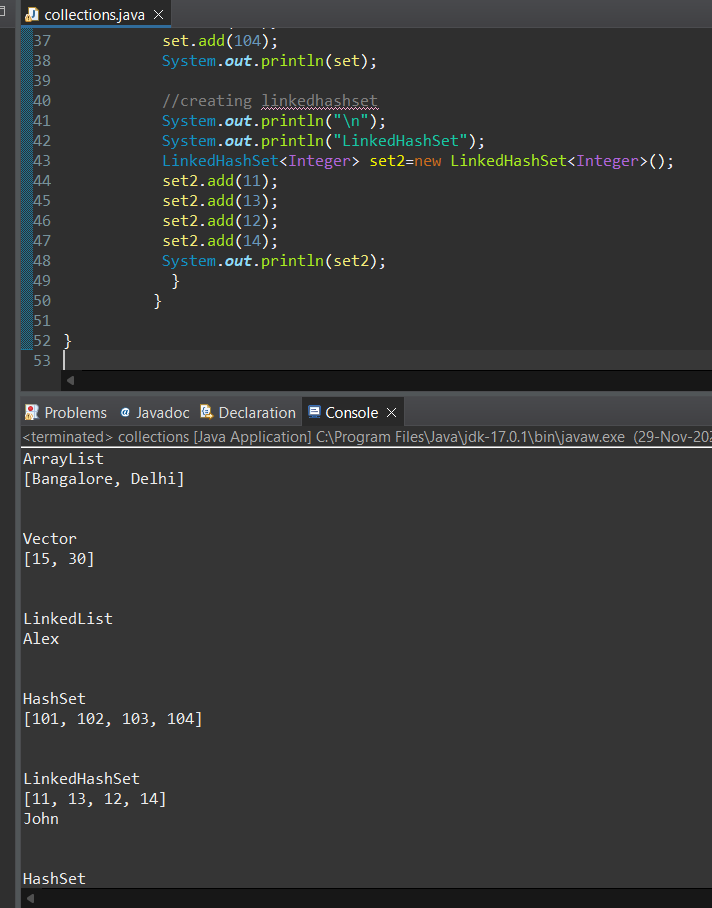 collections.java
37 set.add(104);
38 System.out.println(set);
39
40 //creating linkedhashset
41 System.out.println("\n");
42 System.out.println("LinkedHashSet");
43 LinkedHashSet<Integer> set2=new LinkedHashSet<Integer>();
44 set2.add(11);
45 set2.add(13);
46 set2.add(12);
47 set2.add(14);
48 System.out.println(set2);
49 }
50 }
51
52 }
53
Problems @ Javadoc Declaration Console
<terminated> collections [Java Application] C:\Program Files\Java\jdk-17.0.1\bin\javaw.exe (29-Nov-202
ArrayList
[Bangalore, Delhi]
Vector
[15, 30]
LinkedList
Alex
HashSet
[101, 102, 103, 104]
LinkedHashSet
[11, 13, 12, 14]
John
HashSet